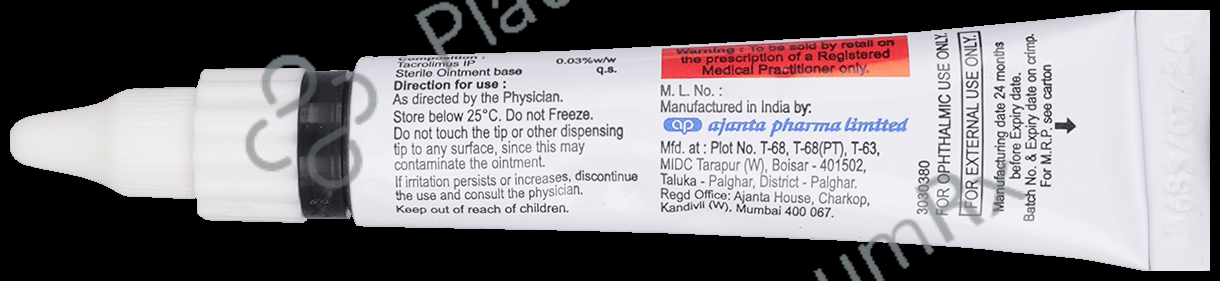 Composition :
Tacrolimus IP 0.03%w/w
Sterile Ointment base q.s.
Direction for use :
As directed by the Physician.
Store below 25°C. Do not Freeze.
Do not touch the tip or other dispensing
tip to any surface, since this may
contaminate the ointment.
If irritation persists or increases, discontinue
the use and consult the physician.
Keep out of reach of children.
Warning : To be sold by retail on
the prescription of a Registered
Medical Practitioner only.
M. L. No. :
Manufactured in India by:
ap ajanta pharma limited
Mfd. at : Plot No. T-68, T-68(PT), T-63,
MIDC Tarapur (W), Boisar - 401502,
Taluka - Palghar, District - Palghar.
Regd Office: Ajanta House, Charkop,
Kandivli (W), Mumbai 400 067.
3030380
FOR OPHTHALMIC USE ONLY.
FOR EXTERNAL USE ONLY.
Manufacturing date 24 months
before Expiry date.
Batch No. & Expiry date on crimp.
For M.R.P. see carton